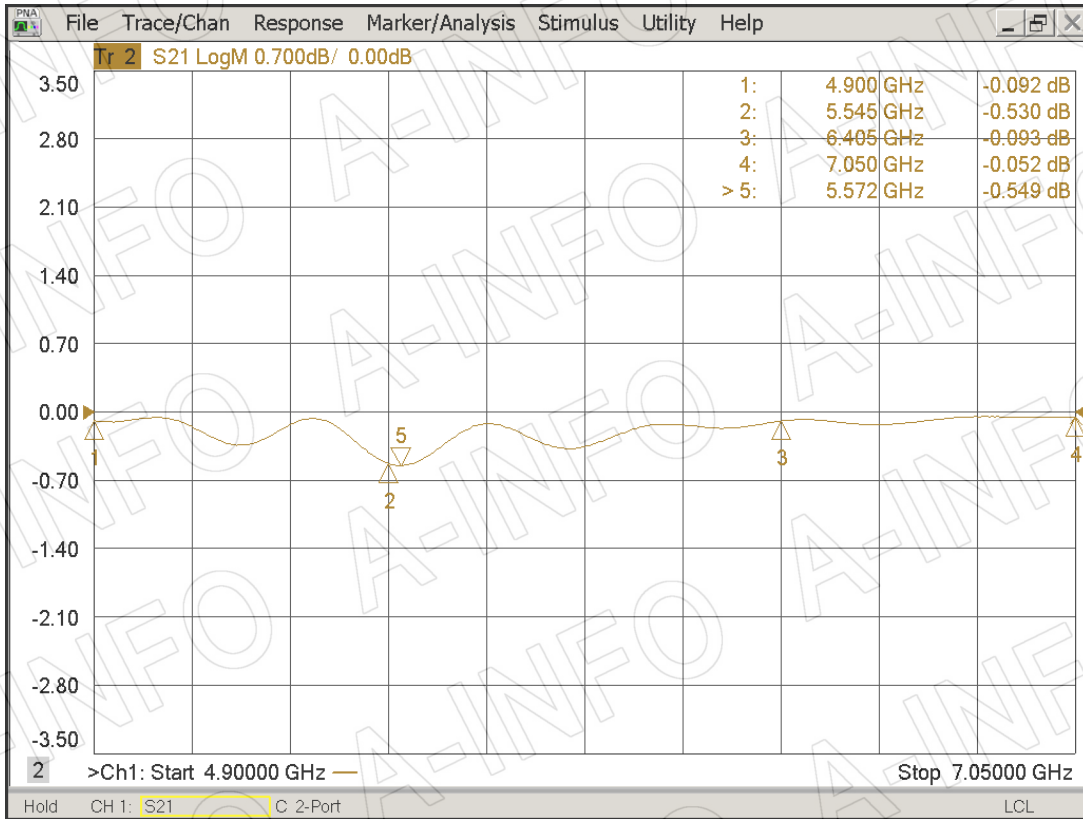 PNA
File Trace/Chan Response Marker/Analysis Stimulus Utility Help
Tr 2 S21 LogM 0.700dB/ 0.00dB
3.50
2.80
2.10
1.40
0.70
0.00
-0.70
-1.40
-2.10
-2.80
-3.50
1: 4.900 GHz -0.092 dB
2: 5.545 GHz -0.530 dB
3: 6.405 GHz -0.093 dB
4: 7.050 GHz -0.052 dB
> 5: 5.572 GHz -0.549 dB
1
2
5
3
4
2 >Ch1: Start 4.90000 GHz Stop 7.05000 GHz
Hold CH 1: S21 C 2-Port LCL
A-INFO